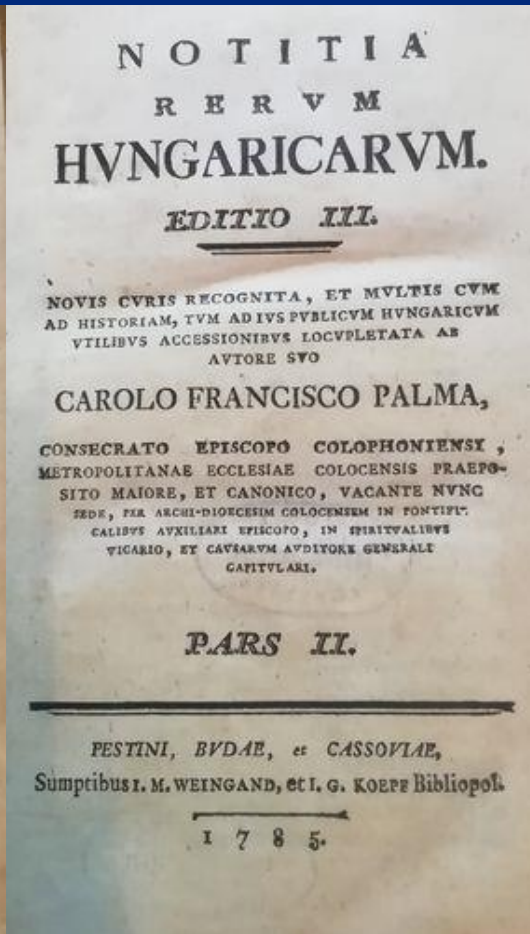 NOTITIA
RERVM
HVNGARICARVM.
EDITIO III.
NOVIS CVRIS RECOGNITA, ET MVLTIS CVM
AD HISTORIAM, TVM AD IVS PVBLICVM HVNGARICVM
VTILIBVS ACCESSIONIBVS LOCVPLETATA AB
AVTORE SVO
CAROLO FRANCISCO PALMA,
CONSECRATO EPISCOPO COLOPHONIENSI,
METROPOLITANAE ECCLESIAE COLOCENSIS PRAEPO-
SITO MAIORE, ET CANONICO, VACANTE NVNC
SEDE, PER ARCHI-DIOECESIM COLOCENSEM IN PONTIFI-
CALIBVS AVXILIARI EPISCOPO, IN SPIRITVALIBVS
VICARIO, ET CAVSARVM AVDITORE GENERALI
CAPITVLARI.
PARS II.
PESTINI, BVDAE, et CASSOVIAE,
Sumptibus I. M. WEINGAND, et I. G. KOEPF Bibliopol.
1785.